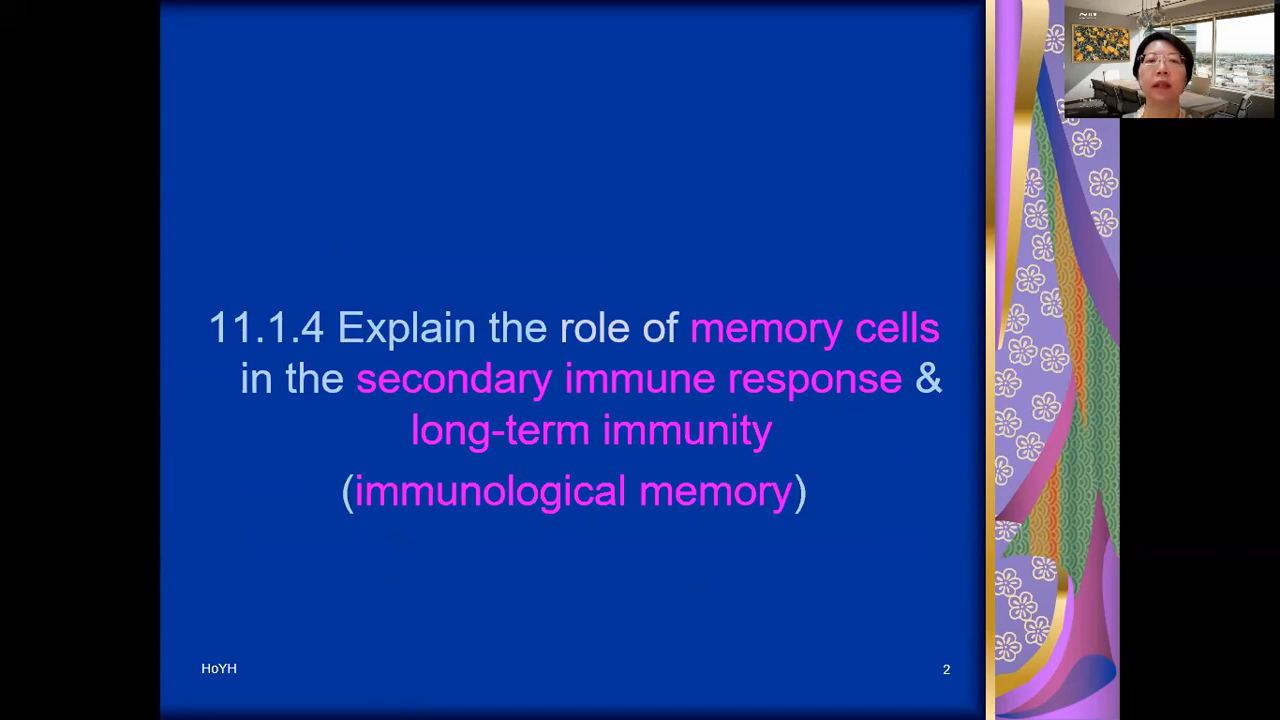 11.1.4 Explain the role of memory cells
in the secondary immune response &
long-term immunity
(immunological memory)
HoYH
2